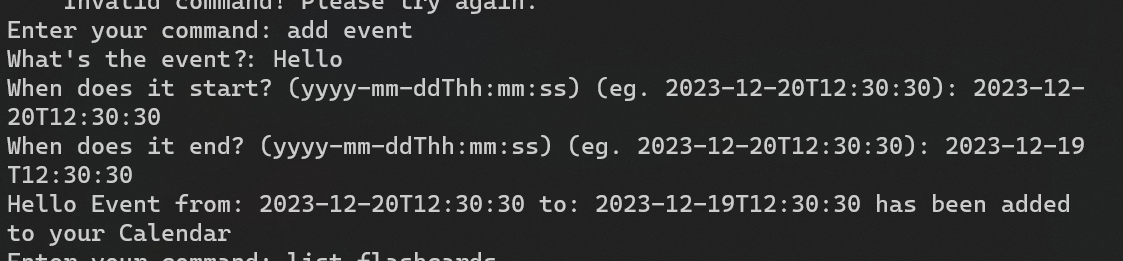 Invalid command! Please try again.
Enter your command: add event
What's the event?: Hello
When does it start? (yyyy-mm-ddThh:mm:ss) (eg. 2023-12-20T12:30:30): 2023-12-
20T12:30:30
When does it end? (yyyy-mm-ddThh:mm:ss) (eg. 2023-12-20T12:30:30): 2023-12-19
T12:30:30
Hello Event from: 2023-12-20T12:30:30 to: 2023-12-19T12:30:30 has been added
to your Calendar
Enter your command: list flashcards